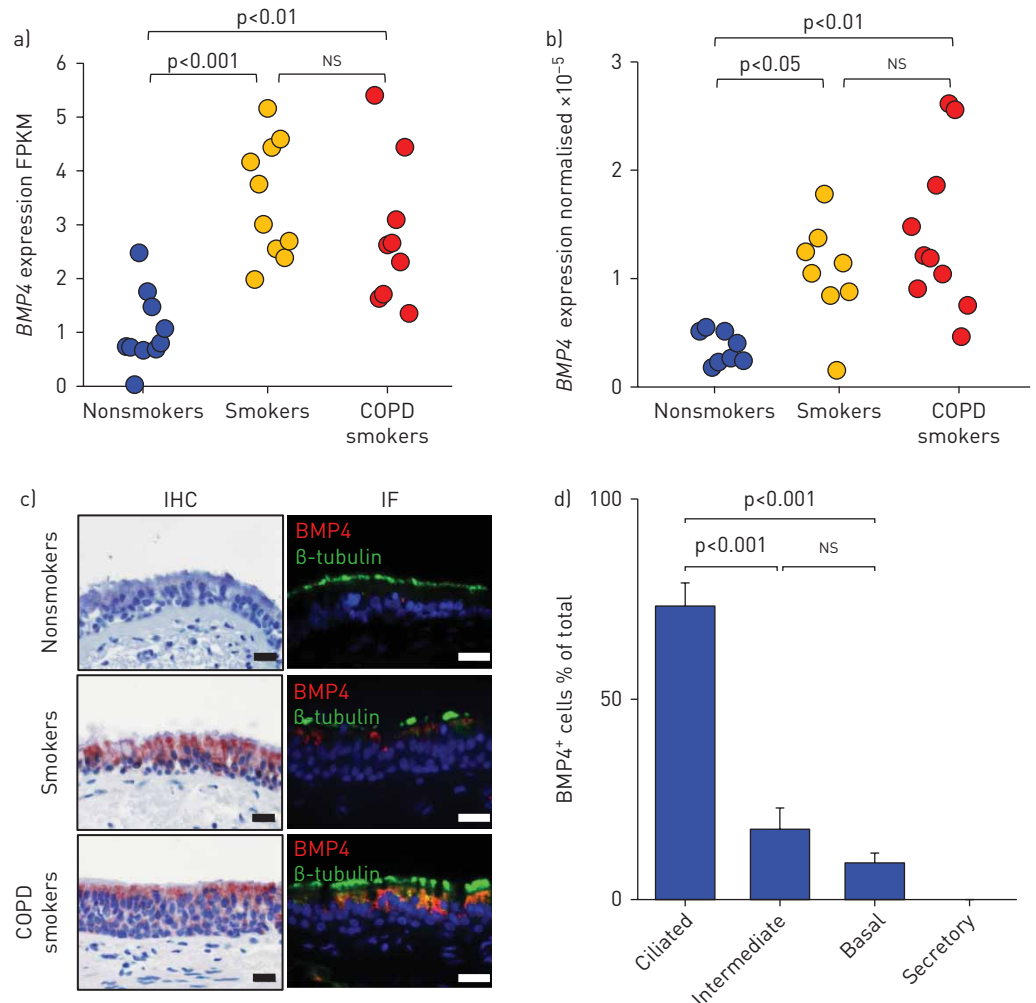 a)
p<0.01
p<0.001
NS
BMP4 expression FPKM
6
5
4
3
2
1
0
Nonsmokers
Smokers
COPD
smokers
b)
p<0.01
p<0.05
NS
BMP4 expression normalised ×10⁻⁵
3
2
1
0
Nonsmokers
Smokers
COPD
smokers
c)
IHC
IF
Nonsmokers
BMP4
ß-tubulin
Smokers
BMP4
ß-tubulin
COPD
smokers
BMP4
ß-tubulin
d)
p<0.001
p<0.001
NS
BMP4⁺ cells % of total
100
50
0
Ciliated
Intermediate
Basal
Secretory